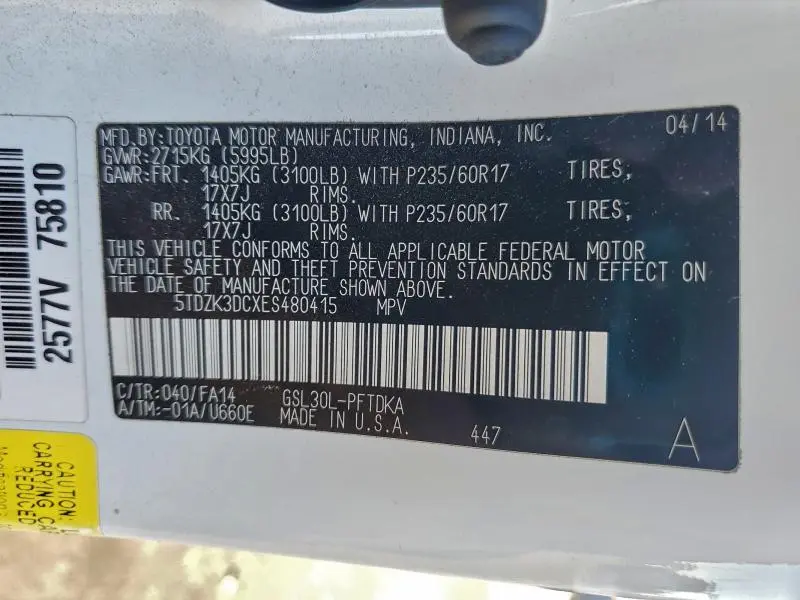 MFD. BY: TOYOTA MOTOR MANUFACTURING, INDIANA, INC. 04/14
GVWR: 2715KG (5995LB)
GAWR: FRT. 1405KG (3100LB) WITH P235/60R17 TIRES,
17X7J RIMS.
RR. 1405KG (3100LB) WITH P235/60R17 TIRES,
17X7J RIMS.
THIS VEHICLE CONFORMS TO ALL APPLICABLE FEDERAL MOTOR
VEHICLE SAFETY AND THEFT PREVENTION STANDARDS IN EFFECT ON
THE DATE OF MANUFACTURE SHOWN ABOVE.
5TDZK3DCXES480415 MPV
C/TR: 040/FA14 GSL30L-PFTDKA
A/TM: -01A/U660E MADE IN U.S.A.
447 A
2577V 75810
CAUTION:
CARRYING
REDUCED